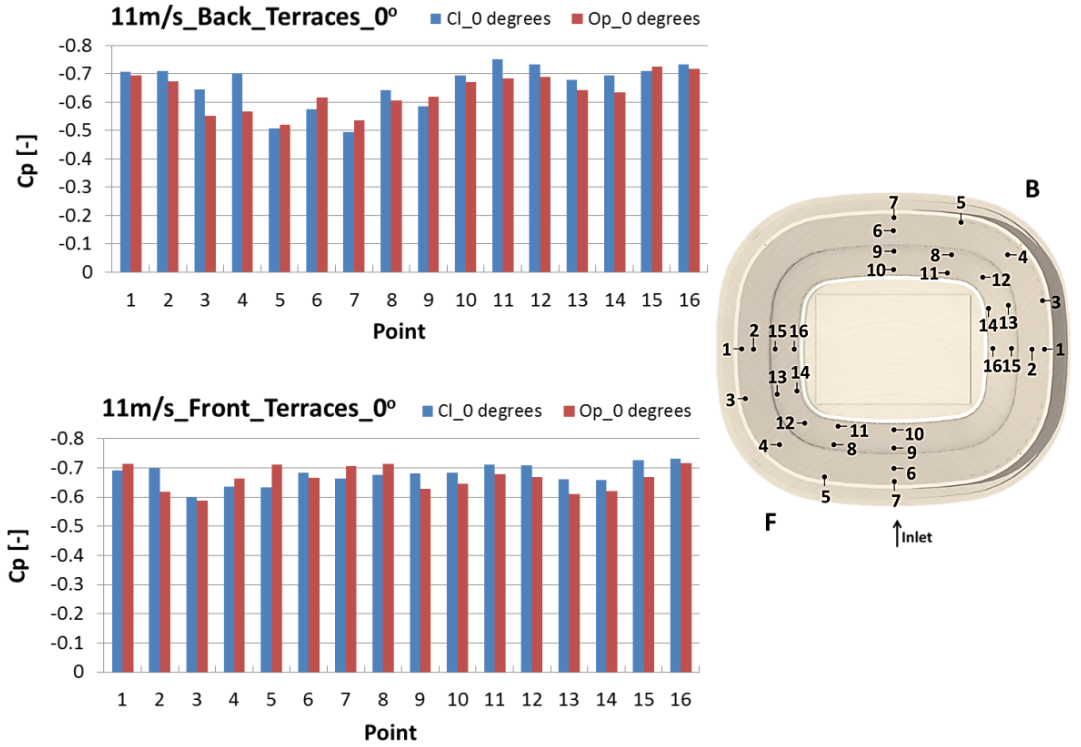 11m/s_Back_Terraces_0º
Cl_0 degrees Op_0 degrees
-0.8
-0.7
-0.6
-0.5
-0.4
-0.3
-0.2
-0.1
0
Cp [-]
1 2 3 4 5 6 7 8 9 10 11 12 13 14 15 16
Point
11m/s_Front_Terraces_0º
Cl_0 degrees Op_0 degrees
-0.8
-0.7
-0.6
-0.5
-0.4
-0.3
-0.2
-0.1
0
Cp [-]
1 2 3 4 5 6 7 8 9 10 11 12 13 14 15 16
Point
B
7 5
6
9 8 4
10 11 12
3
14 13
2 15 16
1 16 15 1
2
13 14
3
12 11 10
4 8 9
6
5 7
F
Inlet